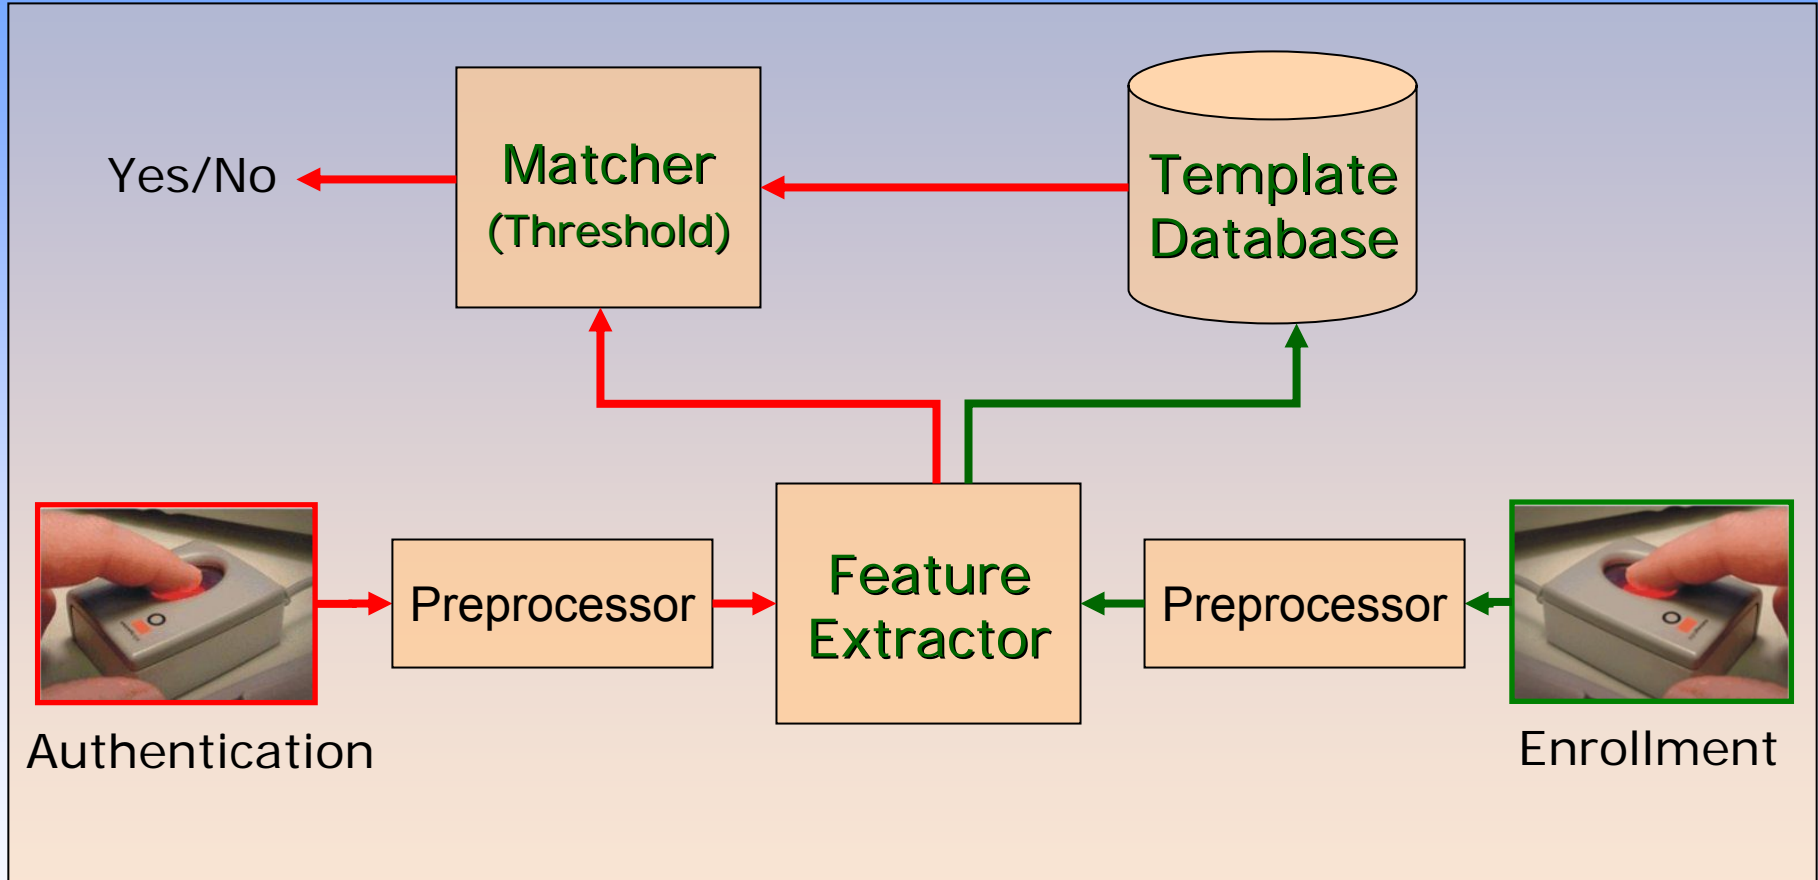 Yes/No
Matcher
(Threshold)
Template
Database
Preprocessor
Feature
Extractor
Preprocessor
Authentication
Enrollment